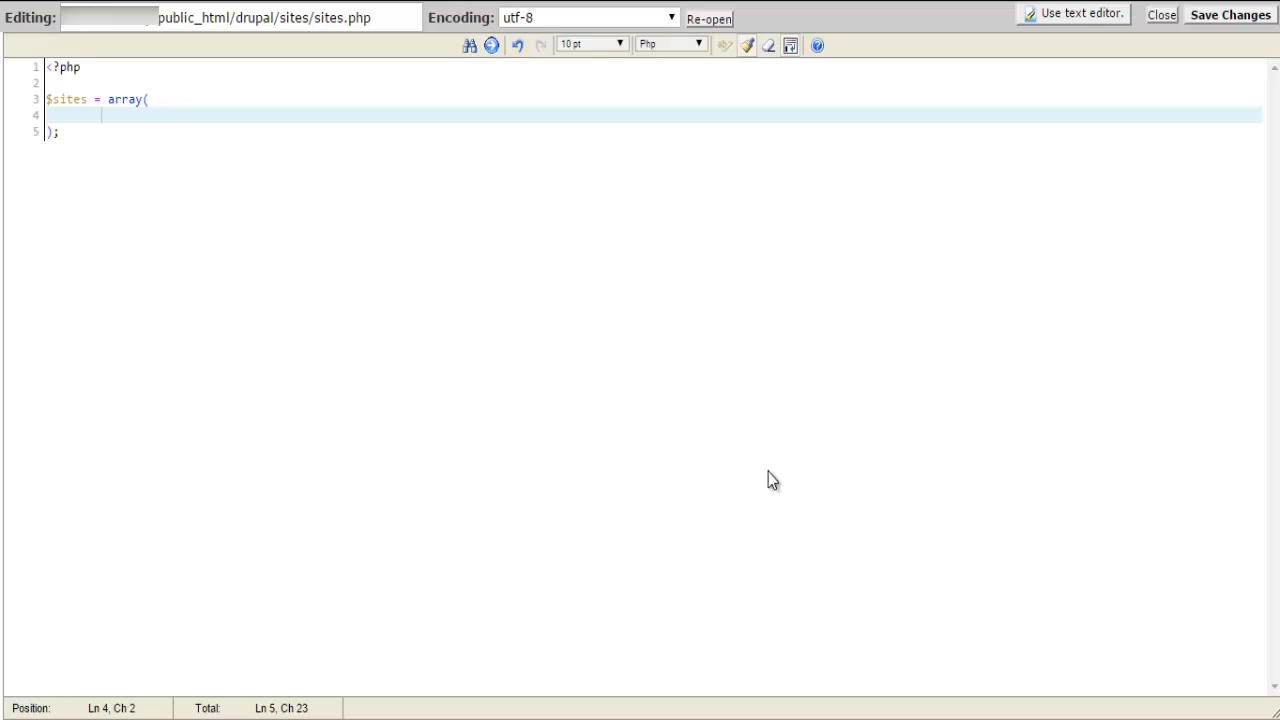 Editing: public_html/drupal/sites/sites.php Encoding: utf-8 Re-open Use text editor. Close Save Changes
10 pt Php
1 <?php
2
3 $sites = array(
4
5 );
Position: Ln 4, Ch 2 Total: Ln 5, Ch 23